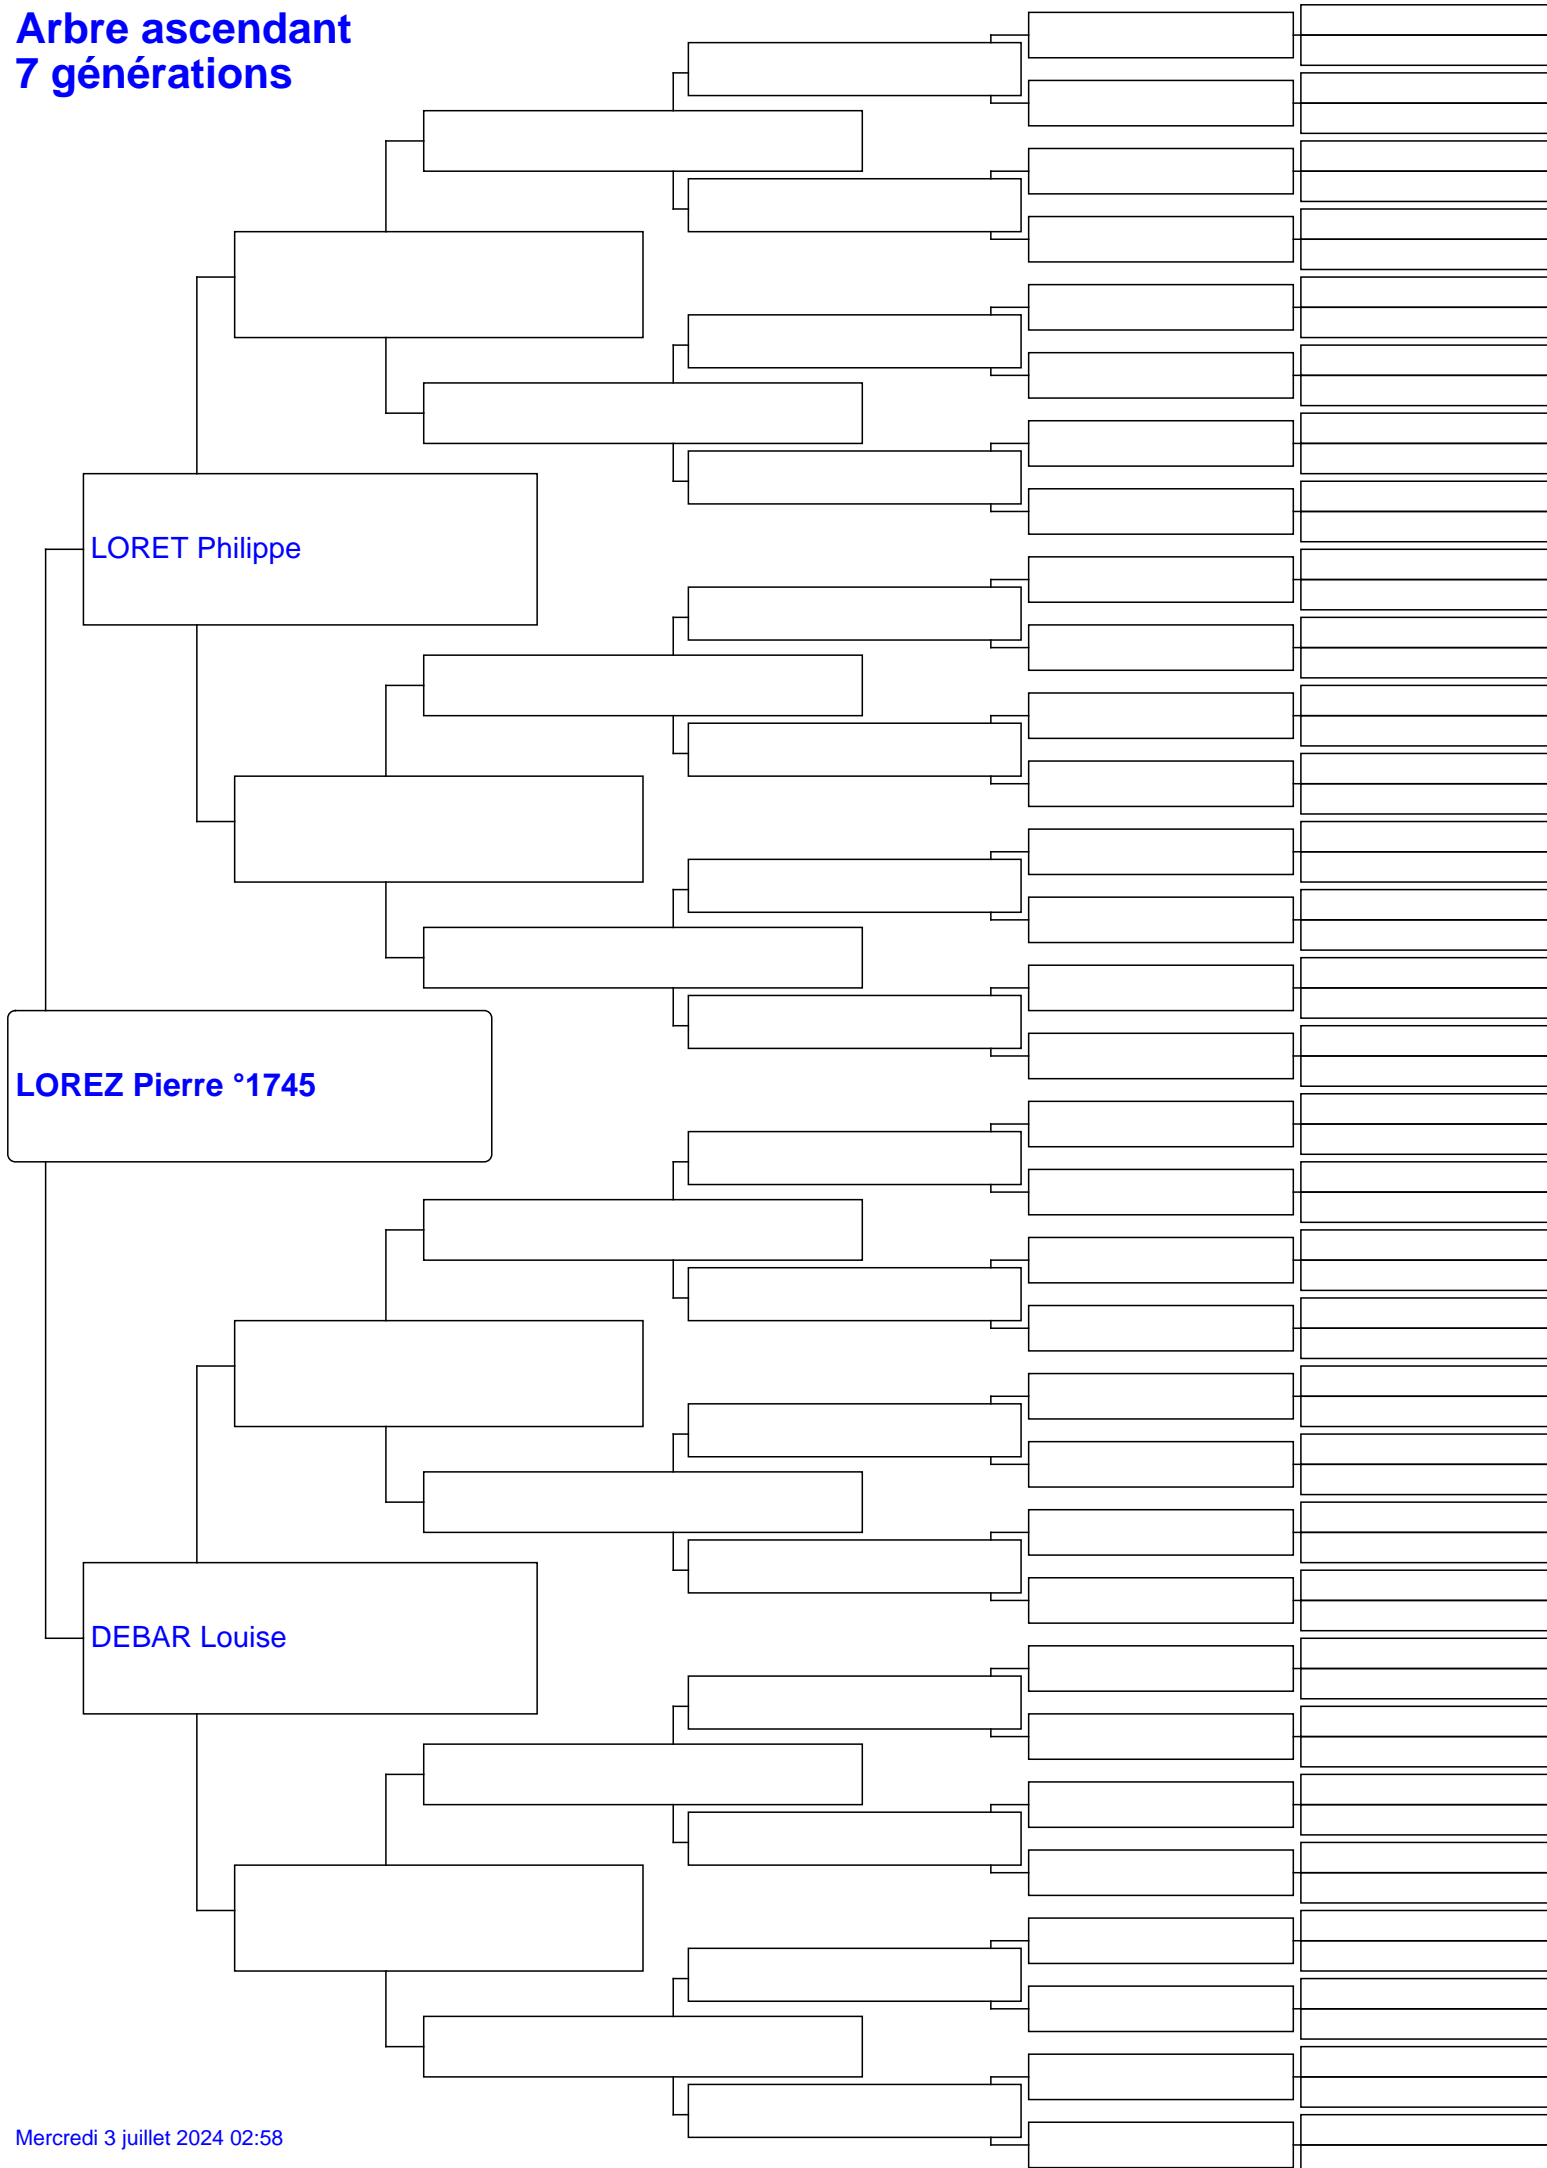 Arbre ascendant
7 générations
LORET Philippe
LOREZ Pierre °1745
DEBAR Louise
Mercredi 3 juillet 2024 02:58